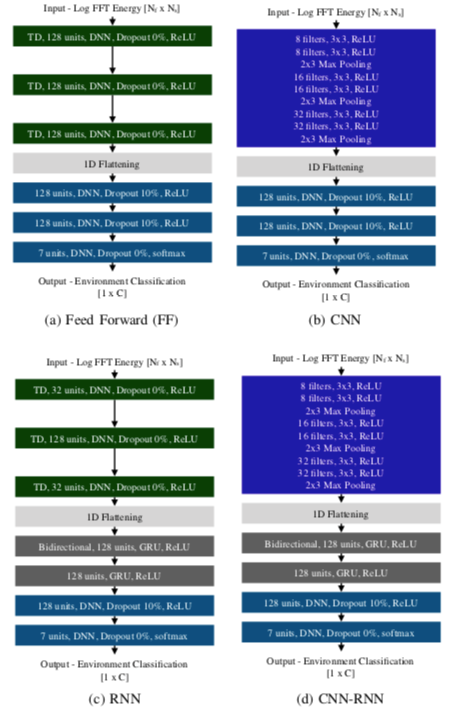 Input - Log FFT Energy [Nf x Ns]
TD, 128 units, DNN, Dropout 0%, ReLU
TD, 128 units, DNN, Dropout 0%, ReLU
TD, 128 units, DNN, Dropout 0%, ReLU
1D Flattening
128 units, DNN, Dropout 10%, ReLU
128 units, DNN, Dropout 10%, ReLU
7 units, DNN, Dropout 0%, softmax
Output - Environment Classification
[1 x C]
(a) Feed Forward (FF)
Input - Log FFT Energy [Nf x Ns]
8 filters, 3x3, ReLU
8 filters, 3x3, ReLU
2x3 Max Pooling
16 filters, 3x3, ReLU
16 filters, 3x3, ReLU
2x3 Max Pooling
32 filters, 3x3, ReLU
32 filters, 3x3, ReLU
2x3 Max Pooling
1D Flattening
128 units, DNN, Dropout 10%, ReLU
128 units, DNN, Dropout 10%, ReLU
7 units, DNN, Dropout 0%, softmax
Output - Environment Classification
[1 x C]
(b) CNN
Input - Log FFT Energy [Nf x Ns]
TD, 32 units, DNN, Dropout 0%, ReLU
TD, 128 units, DNN, Dropout 0%, ReLU
TD, 32 units, DNN, Dropout 0%, ReLU
1D Flattening
Bidirectional, 128 units, GRU, ReLU
128 units, GRU, ReLU
128 units, DNN, Dropout 10%, ReLU
7 units, DNN, Dropout 0%, softmax
Output - Environment Classification
[1 x C]
(c) RNN
Input - Log FFT Energy [Nf x Ns]
8 filters, 3x3, ReLU
8 filters, 3x3, ReLU
2x3 Max Pooling
16 filters, 3x3, ReLU
16 filters, 3x3, ReLU
2x3 Max Pooling
32 filters, 3x3, ReLU
32 filters, 3x3, ReLU
2x3 Max Pooling
1D Flattening
Bidirectional, 128 units, GRU, ReLU
128 units, GRU, ReLU
128 units, DNN, Dropout 10%, ReLU
7 units, DNN, Dropout 0%, softmax
Output - Environment Classification
[1 x C]
(d) CNN-RNN